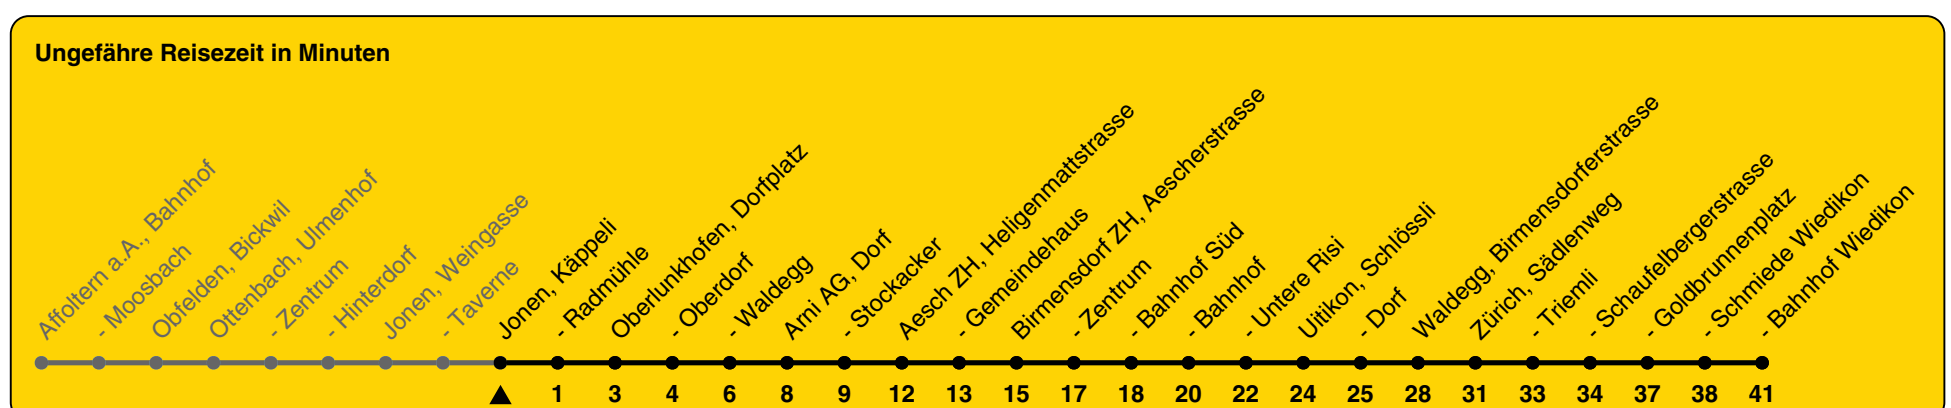 Ungefähre Reisezeit in Minuten
Affoltern a.A., Bahnhof
- Moosbach
Obfelden, Bickwil
Ottenbach, Ulmenhof
- Zentrum
- Hinterdorf
Jonen, Weingasse
- Taverne
Jonen, Käppeli
- Radmühle
Oberlunkhofen, Dorfplatz
- Oberdorf
- Waldegg
Arni AG, Dorf
- Stockacker
Aesch ZH, Heligenmattstrasse
- Gemeindehaus
Birmensdorf ZH, Aescherstrasse
- Zentrum
- Bahnhof Süd
- Bahnhof
- Untere Risi
Uitikon, Schlössli
- Dorf
Waldegg, Birmensdorferstrasse
Zürich, Sädlenweg
- Triemli
- Schaufelbergerstrasse
- Goldbrunnenplatz
- Schmiede Wiedikon
- Bahnhof Wiedikon
1 3 4 6 8 9 12 13 15 17 18 20 22 24 25 28 31 33 34 37 38 41